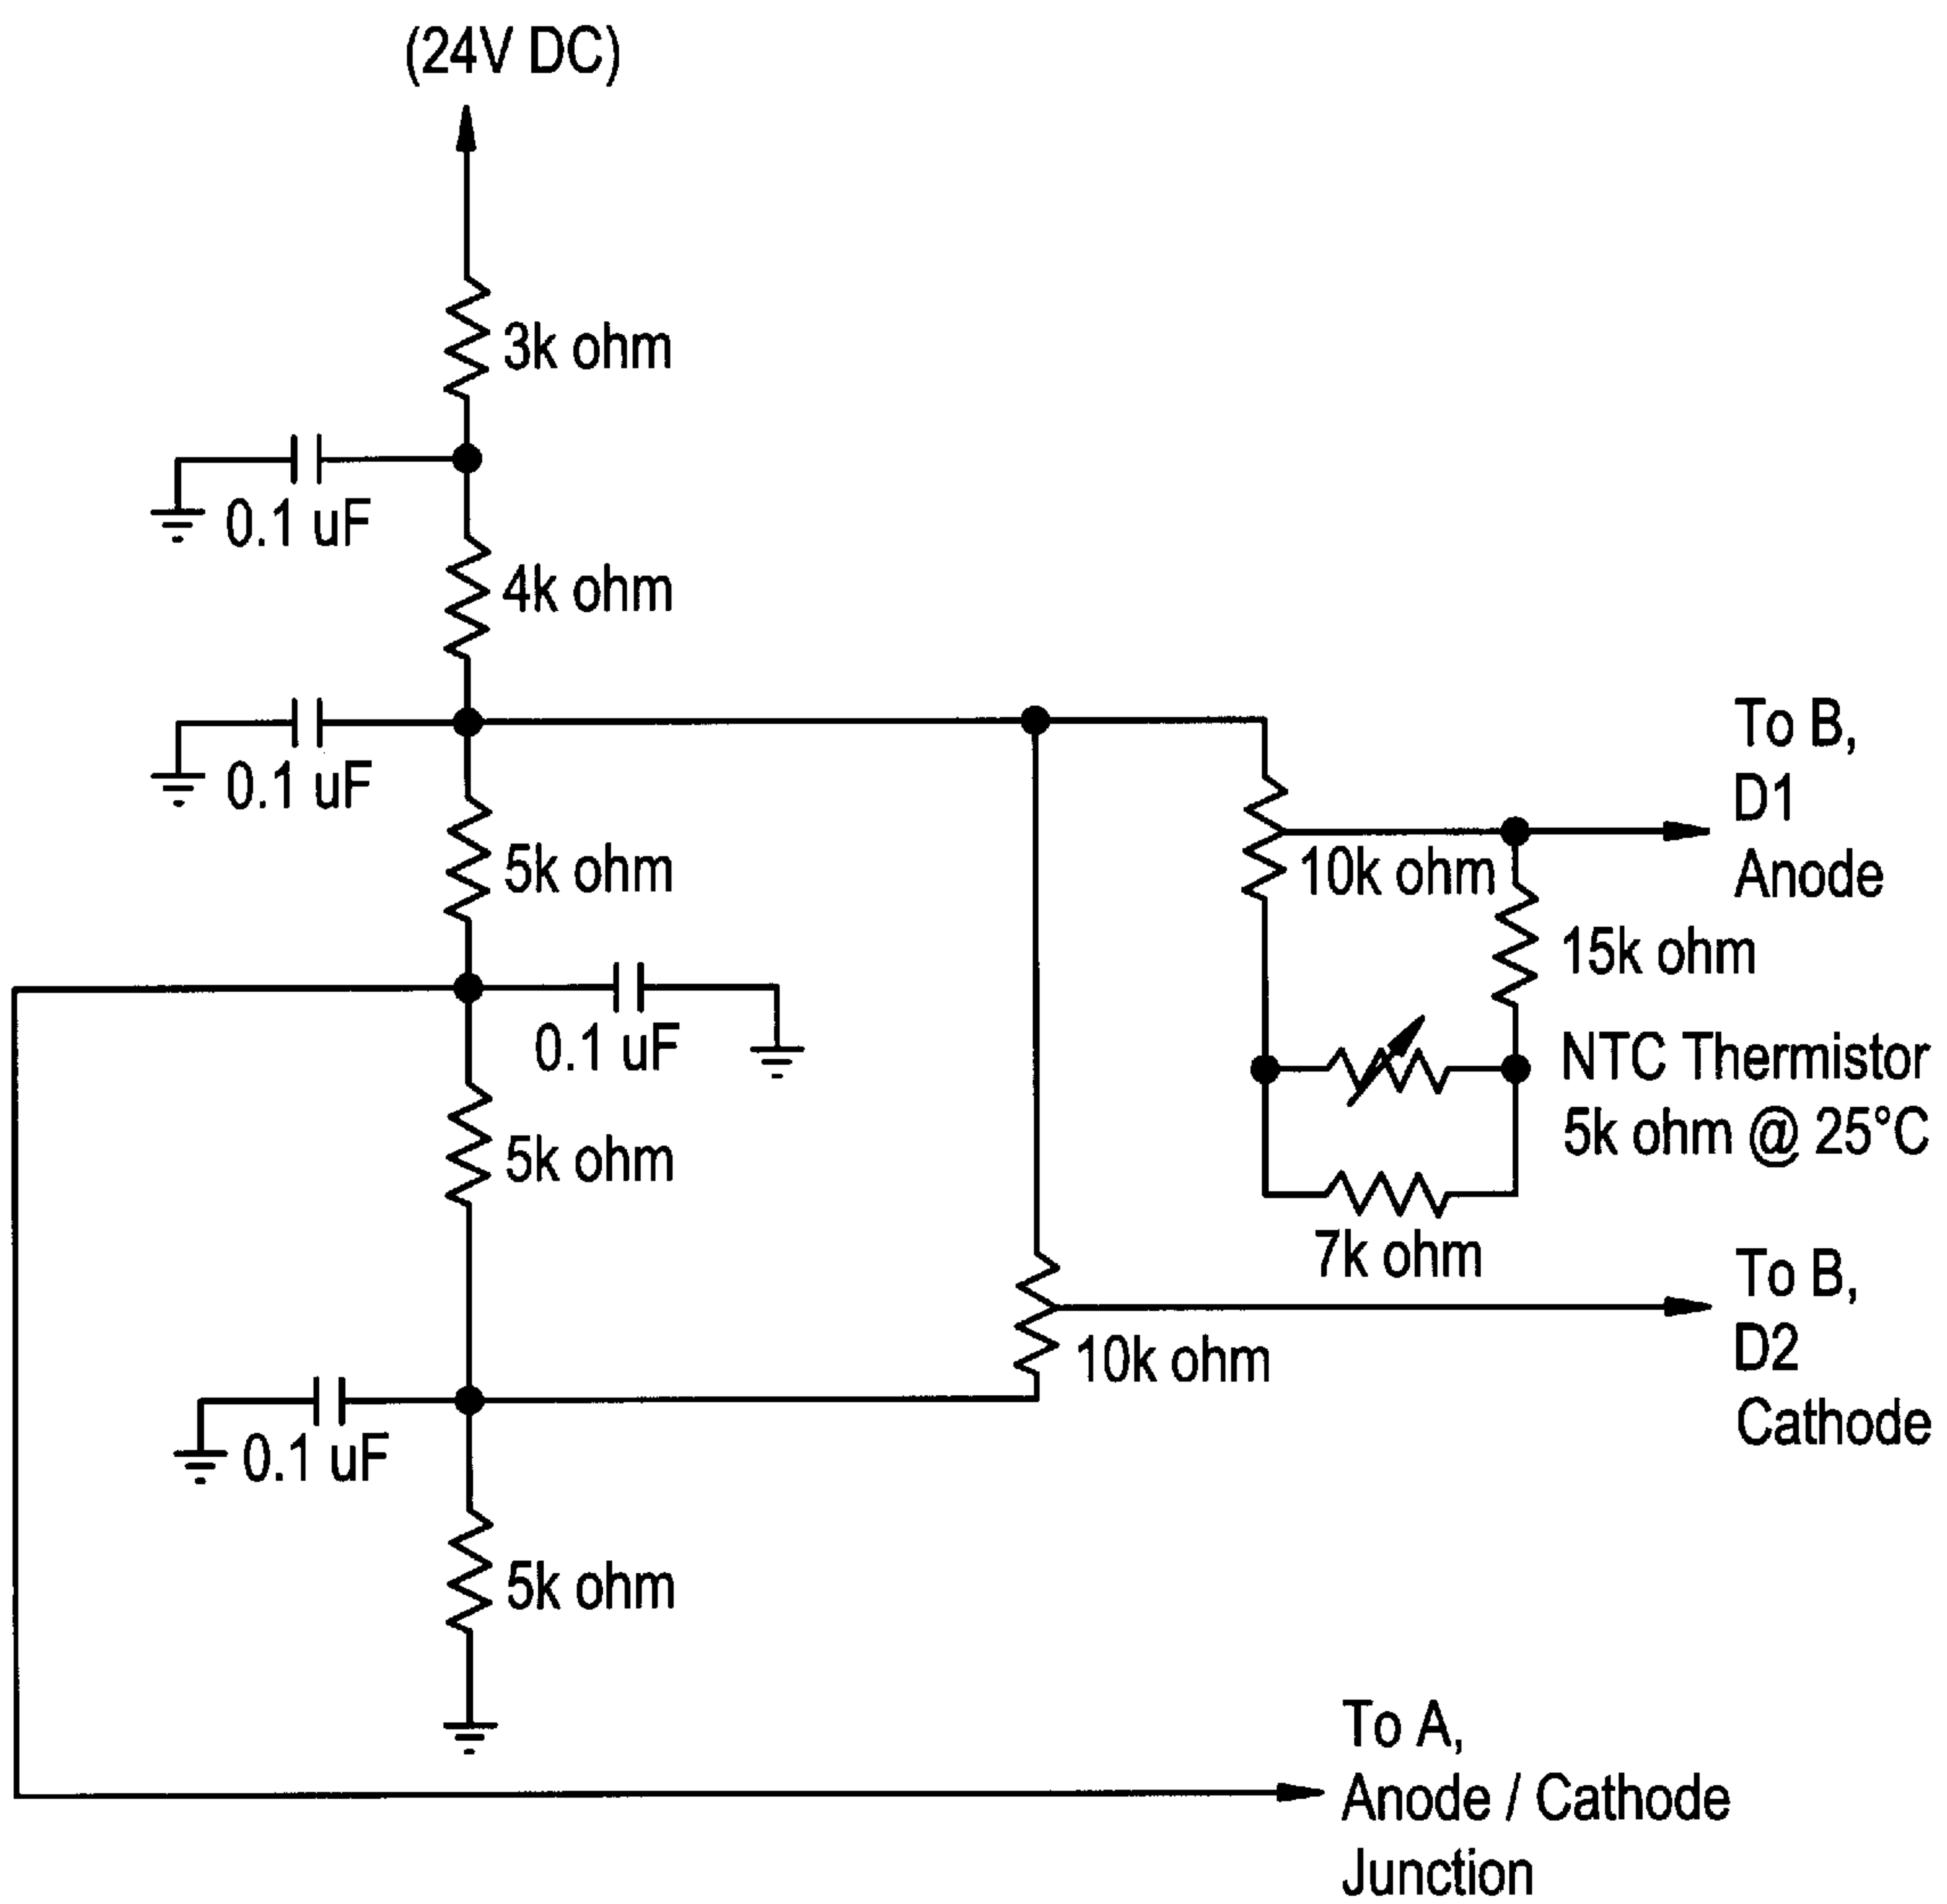 (24V DC)
3k ohm
0.1 uF
4k ohm
0.1 uF
5k ohm
0.1 uF
5k ohm
0.1 uF
5k ohm
To B,
D1
Anode
10k ohm
15k ohm
NTC Thermistor
5k ohm @ 25°C
7k ohm
To B,
D2
Cathode
10k ohm
To A,
Anode / Cathode
Junction